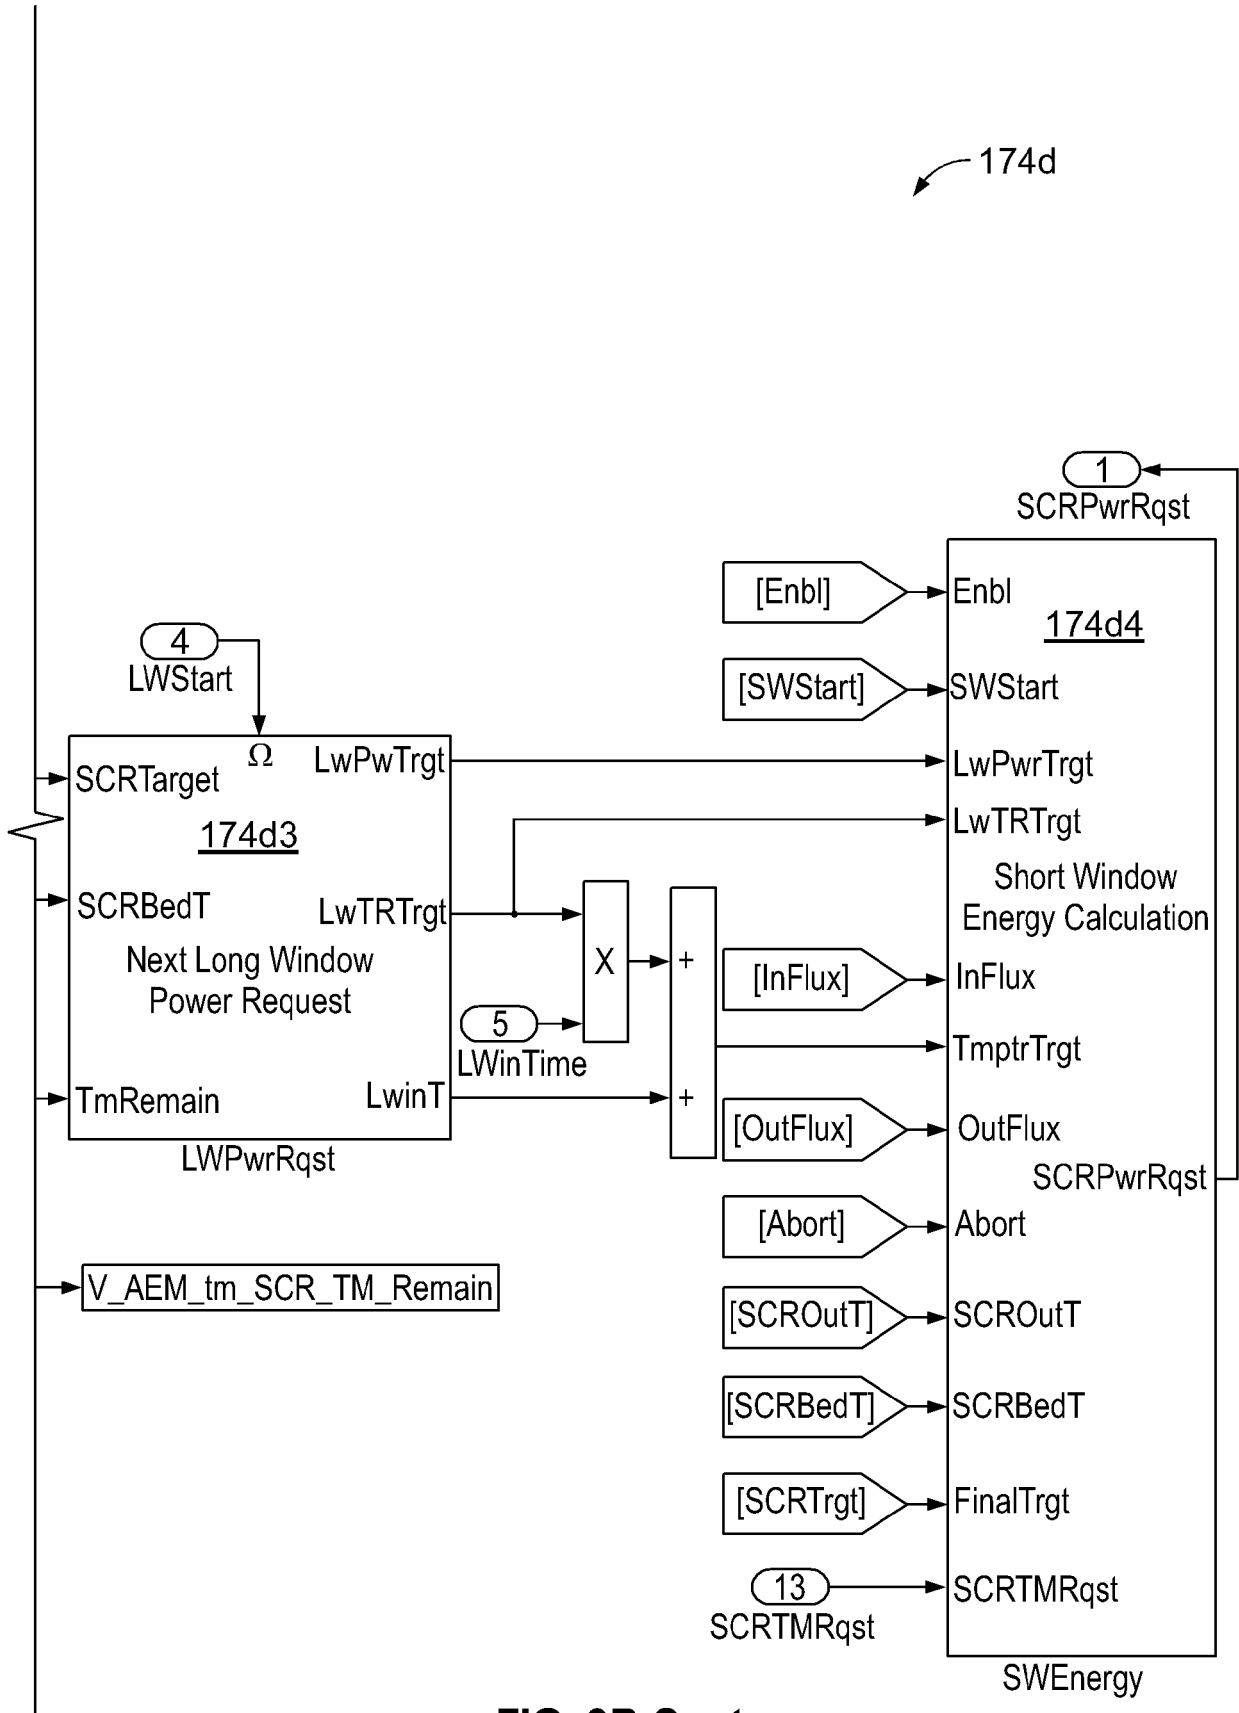 174d
1
SCRPwrRqst
[Enbl]
Enbl
174d4
4
LWStart
[SWStart]
SWStart
Ω
SCRTarget
LwPwTrgt
LwPwrTrgt
174d3
LwTRTrgt
Short Window
Energy Calculation
SCRBedT
LwTRTrgt
Next Long Window
Power Request
X
+
[InFlux]
InFlux
5
LWinTime
TmptrTrgt
TmRemain
LwinT
+
[OutFlux]
OutFlux
LWPwrRqst
SCRPwrRqst
[Abort]
Abort
V_AEM_tm_SCR_TM_Remain
[SCROutT]
SCROutT
[SCRBedT]
SCRBedT
[SCRTrgt]
FinalTrgt
13
SCRTMRqst
SCRTMRqst
SWEnergy